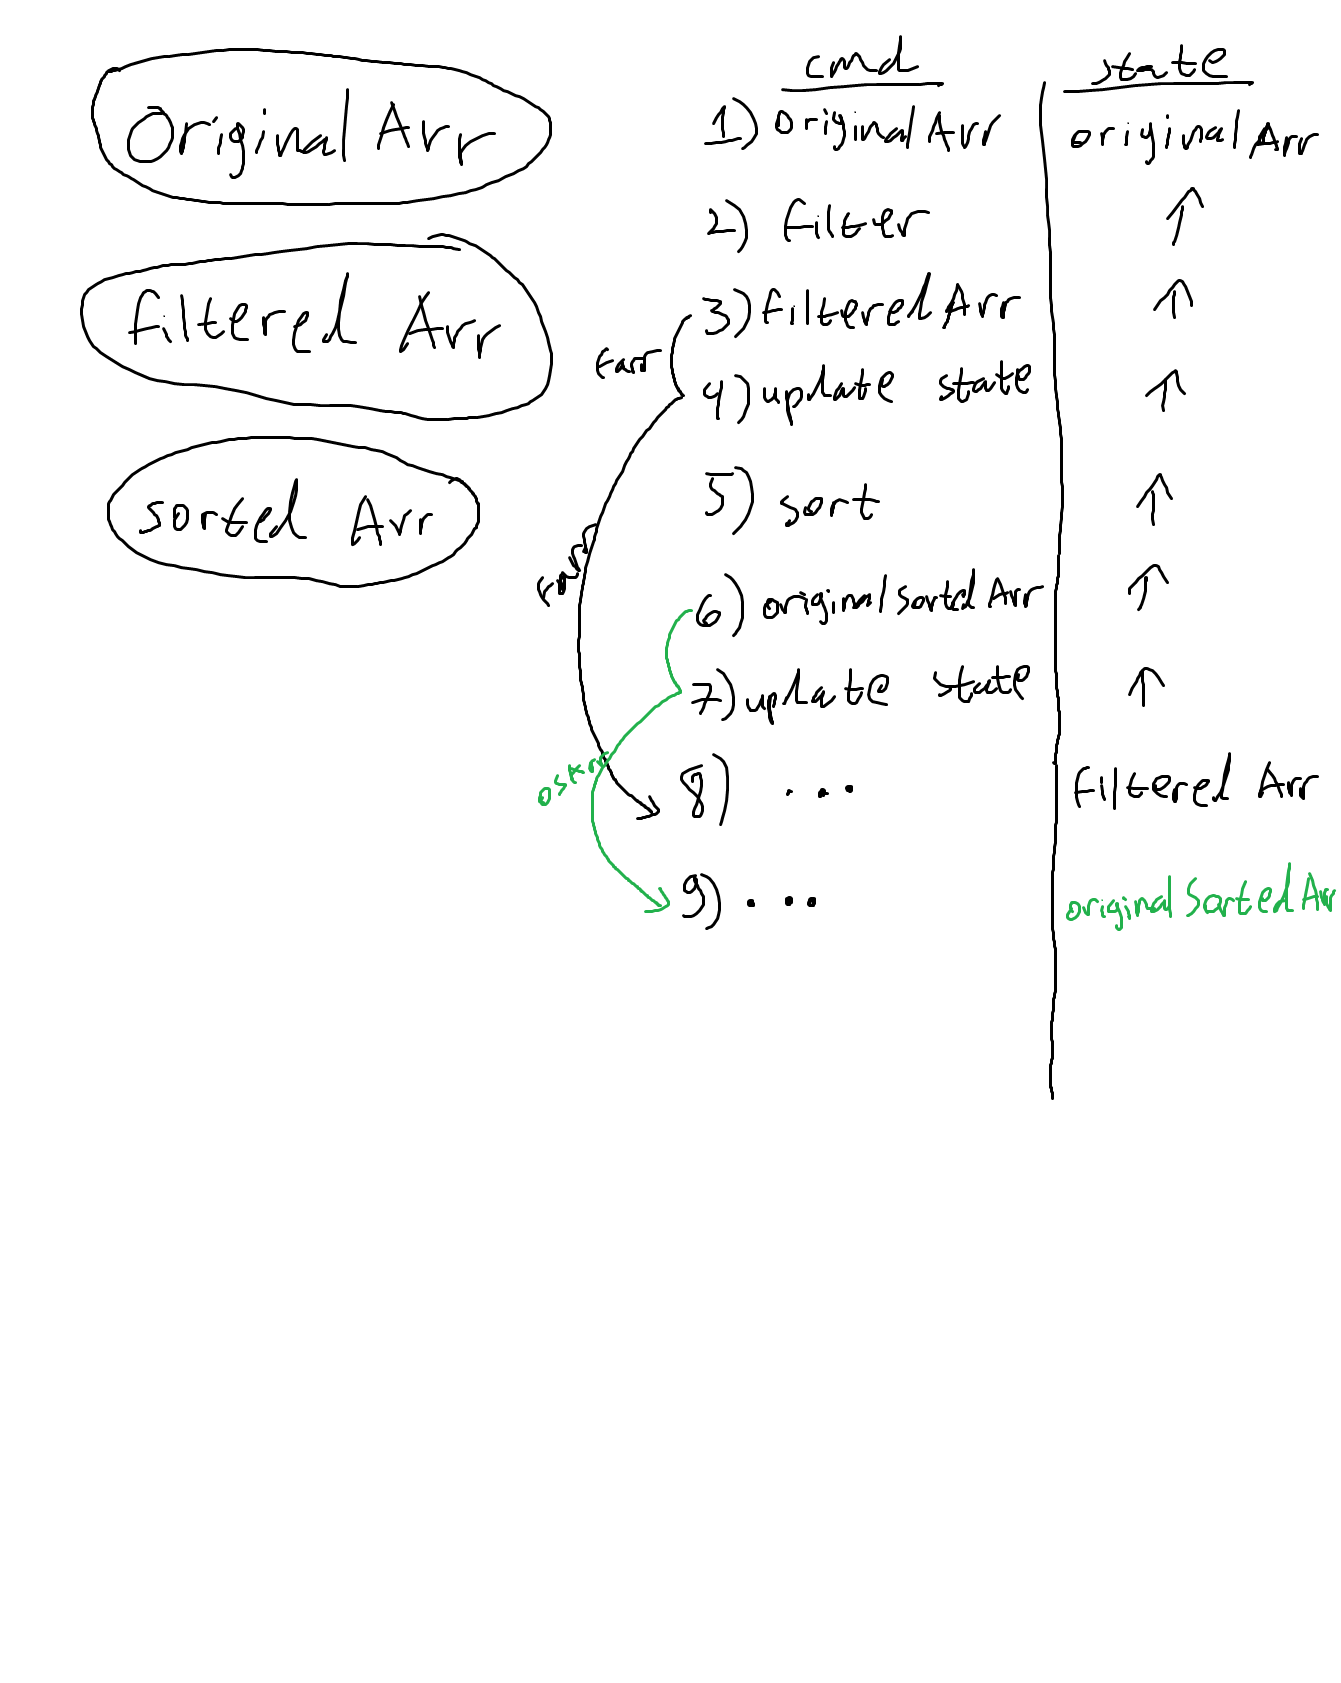 Original Arr
filtered Arr
sorted Arr
cmd
state
1) original Arr
original Arr
2) filter
↑
3) filtered Arr
↑
Farr
4) update state
↑
5) sort
↑
Farr
6) original Sortd Arr
↑
7) update state
↑
OSArr
8) ...
filtered Arr
9) ...
original Sorted Arr